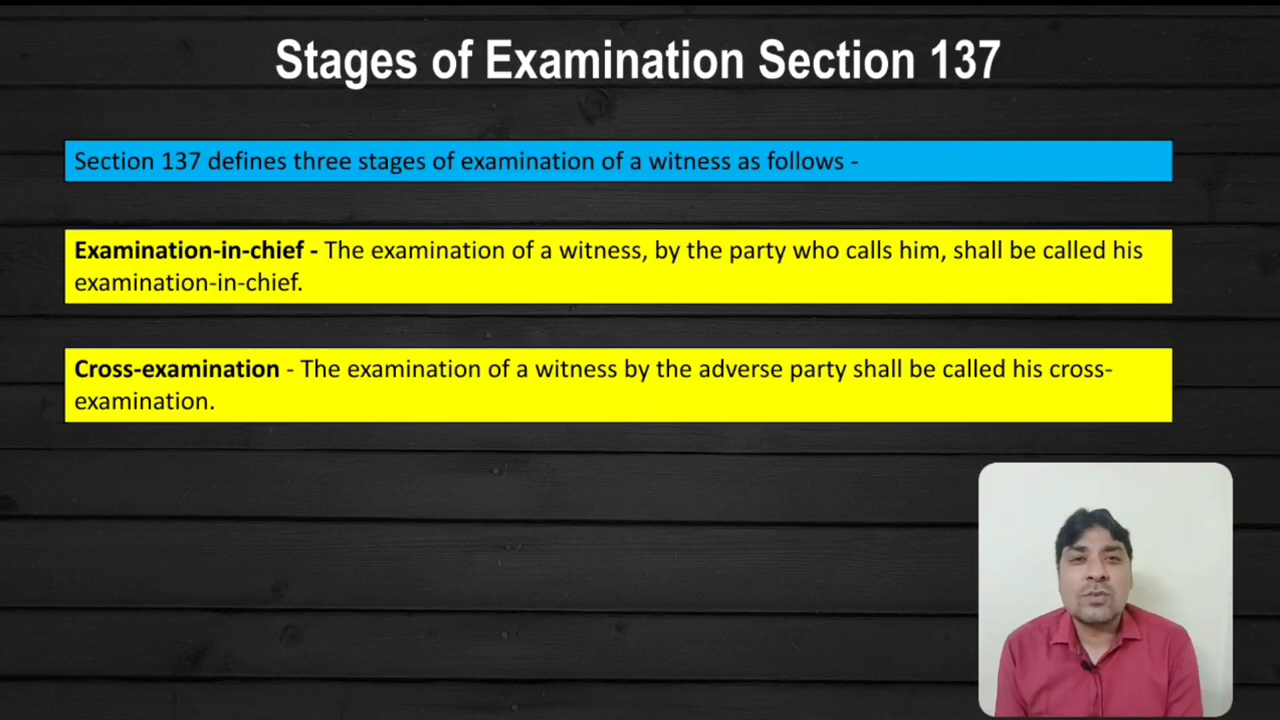 Stages of Examination Section 137
Section 137 defines three stages of examination of a witness as follows -
Examination-in-chief - The examination of a witness, by the party who calls him, shall be called his
examination-in-chief.
Cross-examination - The examination of a witness by the adverse party shall be called his cross-
examination.